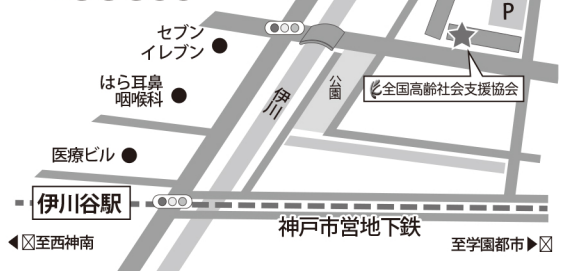 P
セブン
イレブン
全国高齢社会支援協会
公園
はら耳鼻
咽喉科
伊川
医療ビル
伊川谷駅
神戸市営地下鉄
◀〼至西神南
至学園都市▶〼